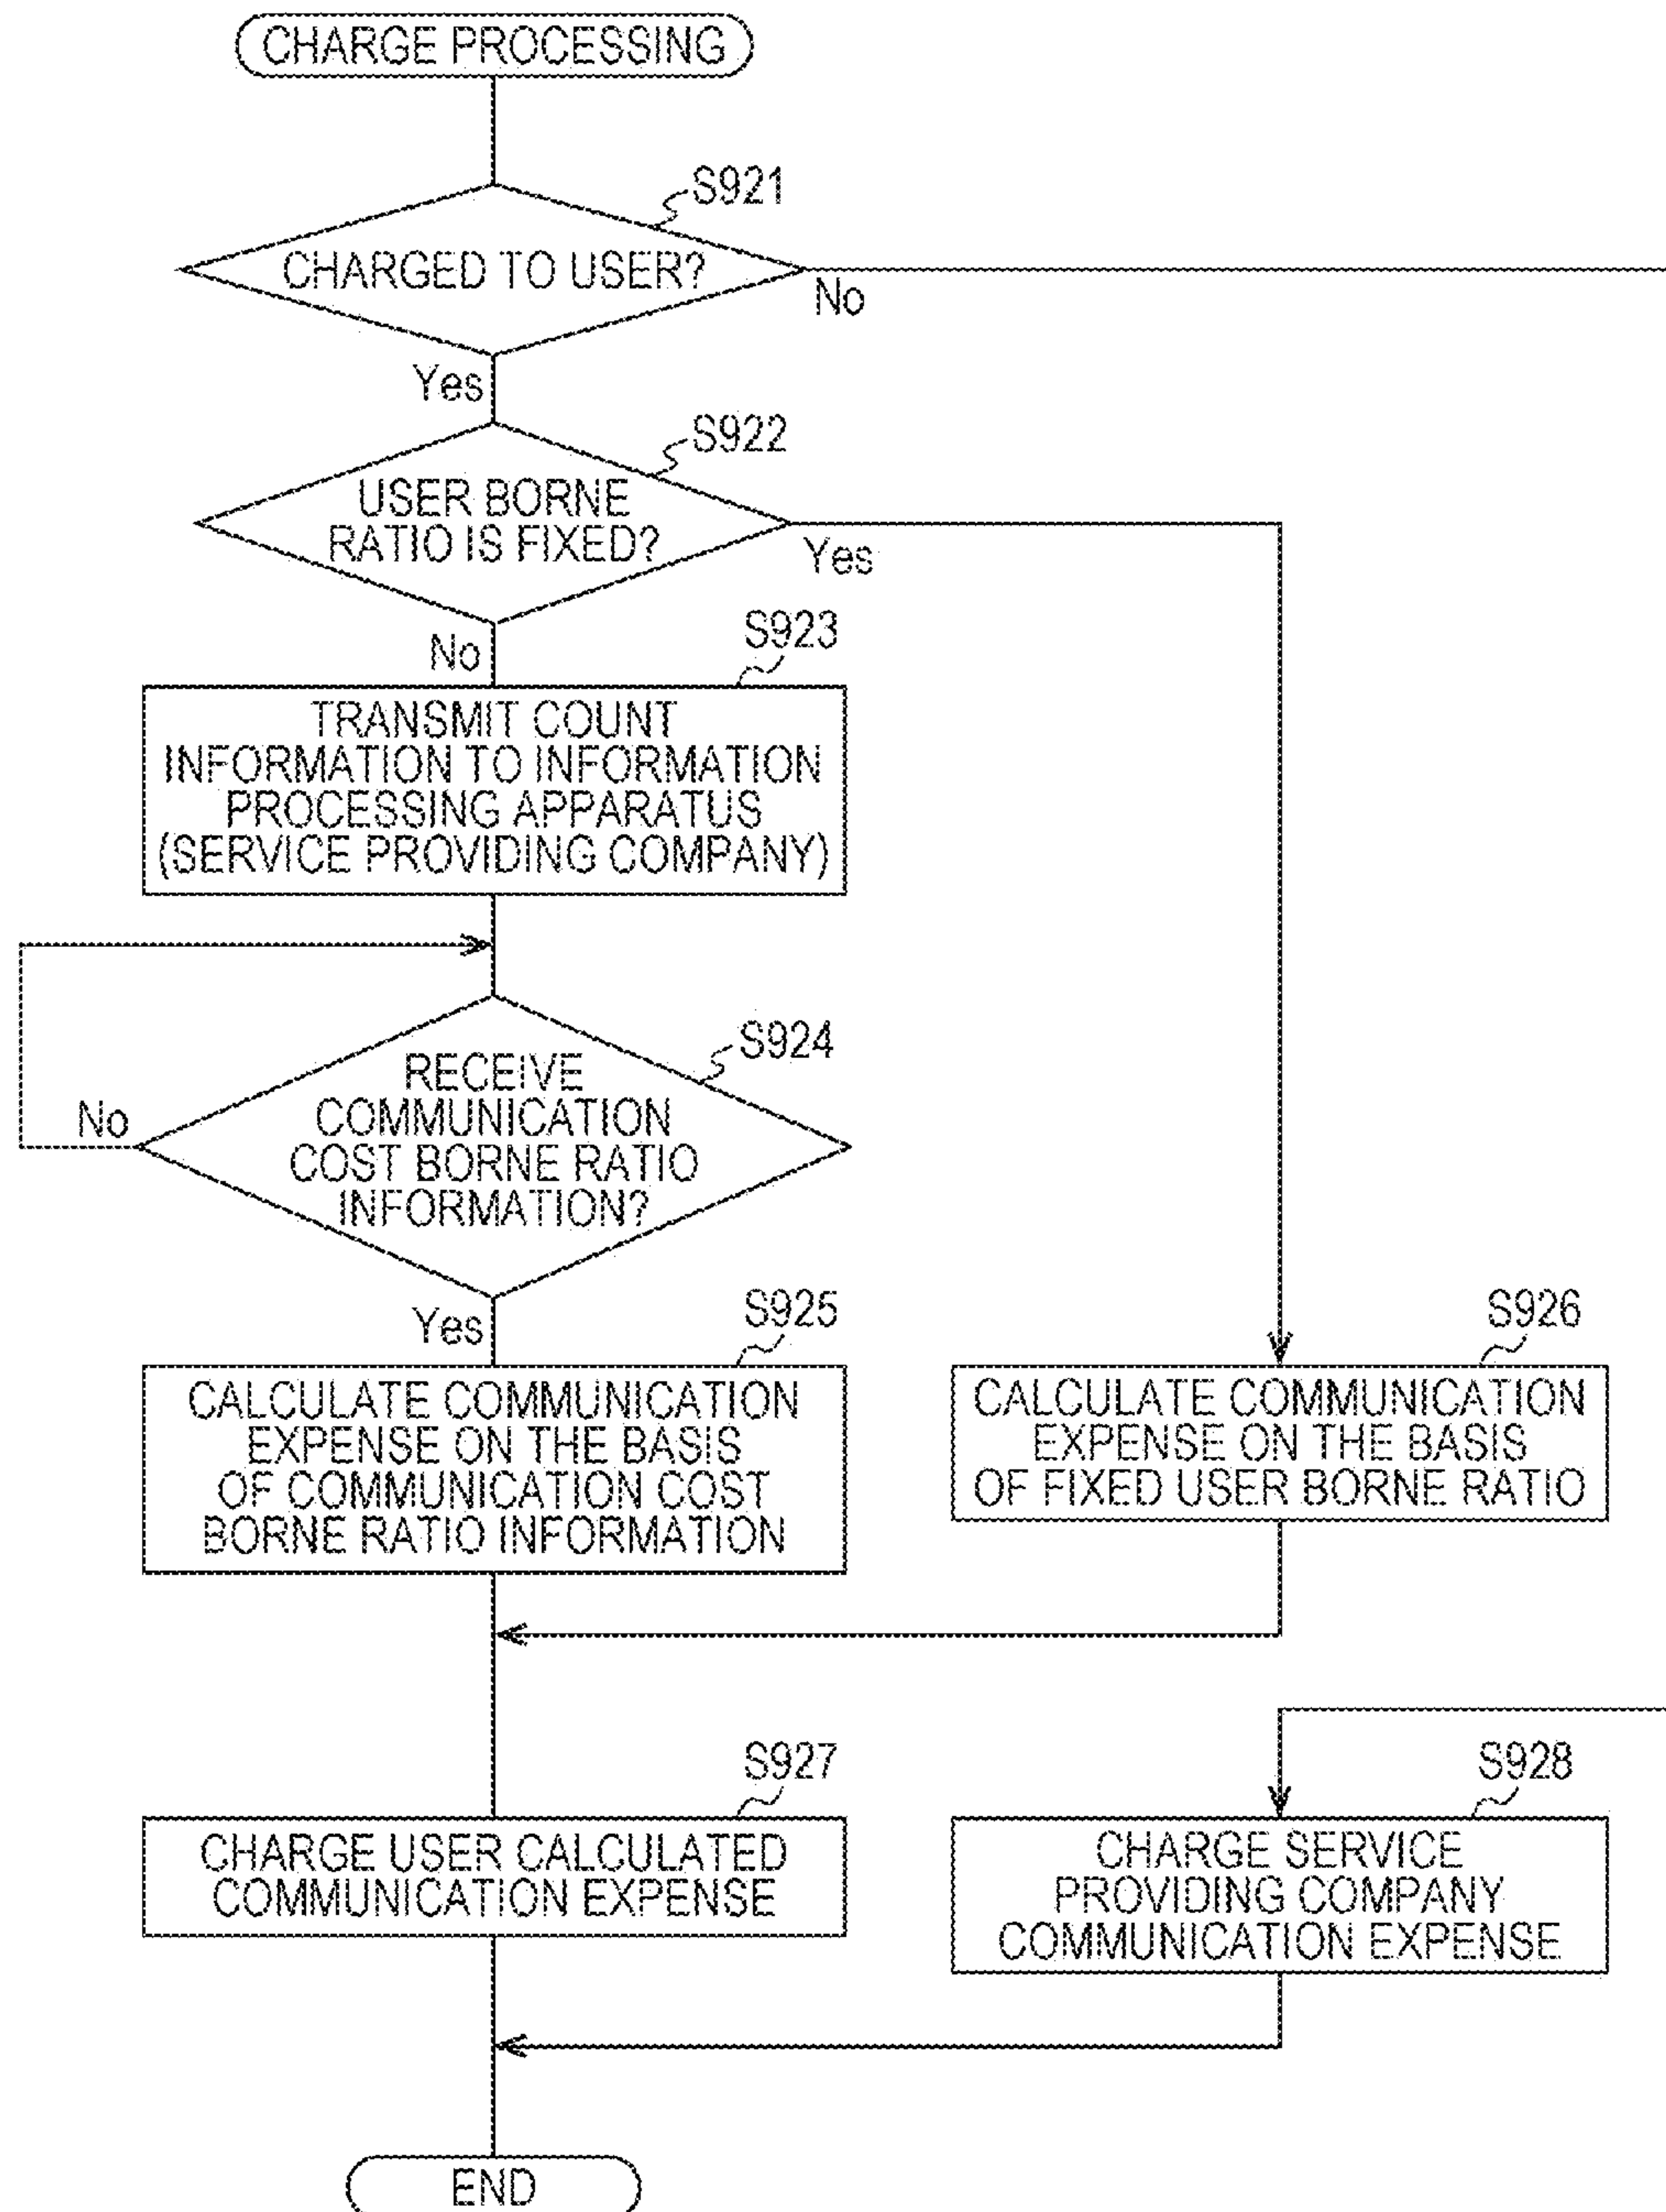 CHARGE PROCESSING
S921
CHARGED TO USER?
No
Yes
S922
USER BORNE
RATIO IS FIXED?
Yes
No
S923
TRANSMIT COUNT
INFORMATION TO INFORMATION
PROCESSING APPARATUS
(SERVICE PROVIDING COMPANY)
S924
RECEIVE
COMMUNICATION
COST BORNE RATIO
INFORMATION?
No
Yes
S925
CALCULATE COMMUNICATION
EXPENSE ON THE BASIS
OF COMMUNICATION COST
BORNE RATIO INFORMATION
S926
CALCULATE COMMUNICATION
EXPENSE ON THE BASIS
OF FIXED USER BORNE RATIO
S927
CHARGE USER CALCULATED
COMMUNICATION EXPENSE
S928
CHARGE SERVICE
PROVIDING COMPANY
COMMUNICATION EXPENSE
END